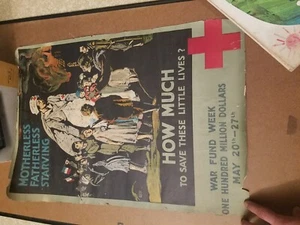 MOTHERLESS
FATHERLESS
STARVING
HOW MUCH
TO SAVE THESE LITTLE LIVES?
WAR FUND WEEK
ONE HUNDRED MILLION DOLLARS
MAY 20TH-27TH